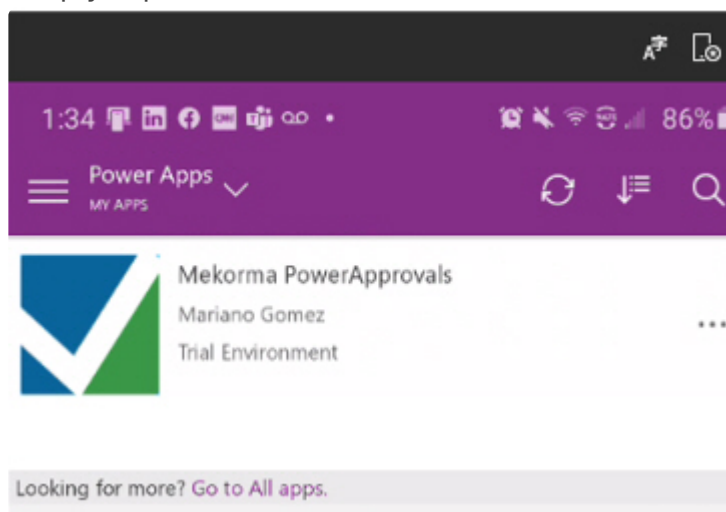 1:34
86%
Power Apps
MY APPS
Mekorma PowerApprovals
Mariano Gomez
Trial Environment
Looking for more? Go to All apps.